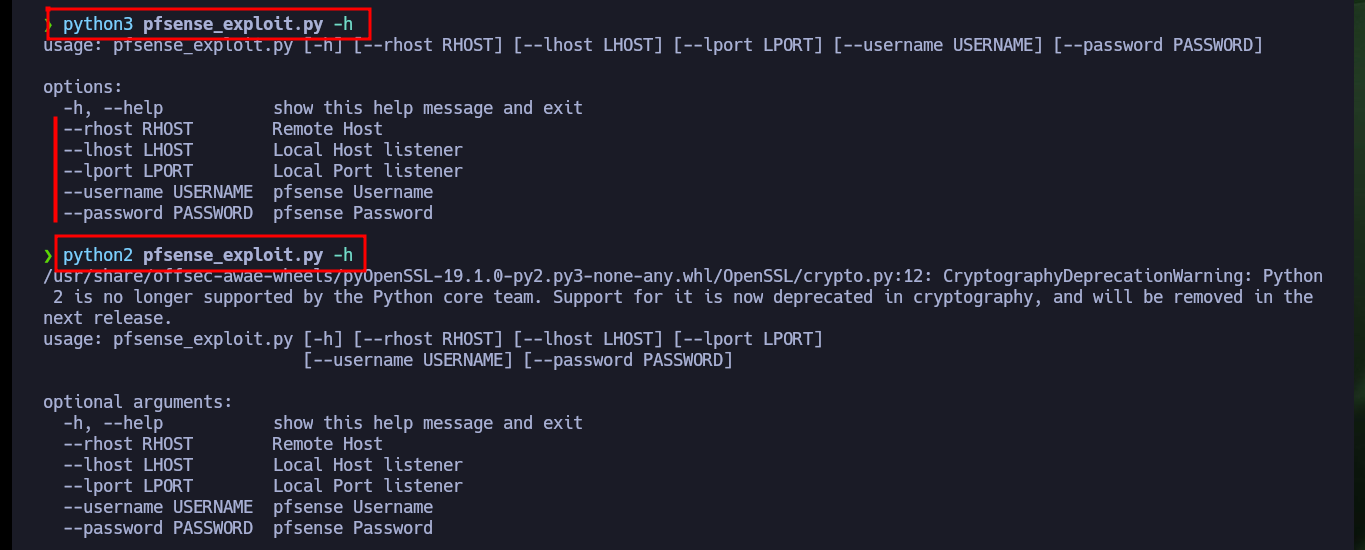 ❯ python3 pfsense_exploit.py -h
usage: pfsense_exploit.py [-h] [--rhost RHOST] [--lhost LHOST] [--lport LPORT] [--username USERNAME] [--password PASSWORD]
options:
-h, --help show this help message and exit
--rhost RHOST Remote Host
--lhost LHOST Local Host listener
--lport LPORT Local Port listener
--username USERNAME pfsense Username
--password PASSWORD pfsense Password
❯ python2 pfsense_exploit.py -h
/usr/share/offsec-awae-wheels/pyOpenSSL-19.1.0-py2.py3-none-any.whl/OpenSSL/crypto.py:12: CryptographyDeprecationWarning: Python
2 is no longer supported by the Python core team. Support for it is now deprecated in cryptography, and will be removed in the
next release.
usage: pfsense_exploit.py [-h] [--rhost RHOST] [--lhost LHOST] [--lport LPORT]
[--username USERNAME] [--password PASSWORD]
optional arguments:
-h, --help show this help message and exit
--rhost RHOST Remote Host
--lhost LHOST Local Host listener
--lport LPORT Local Port listener
--username USERNAME pfsense Username
--password PASSWORD pfsense Password